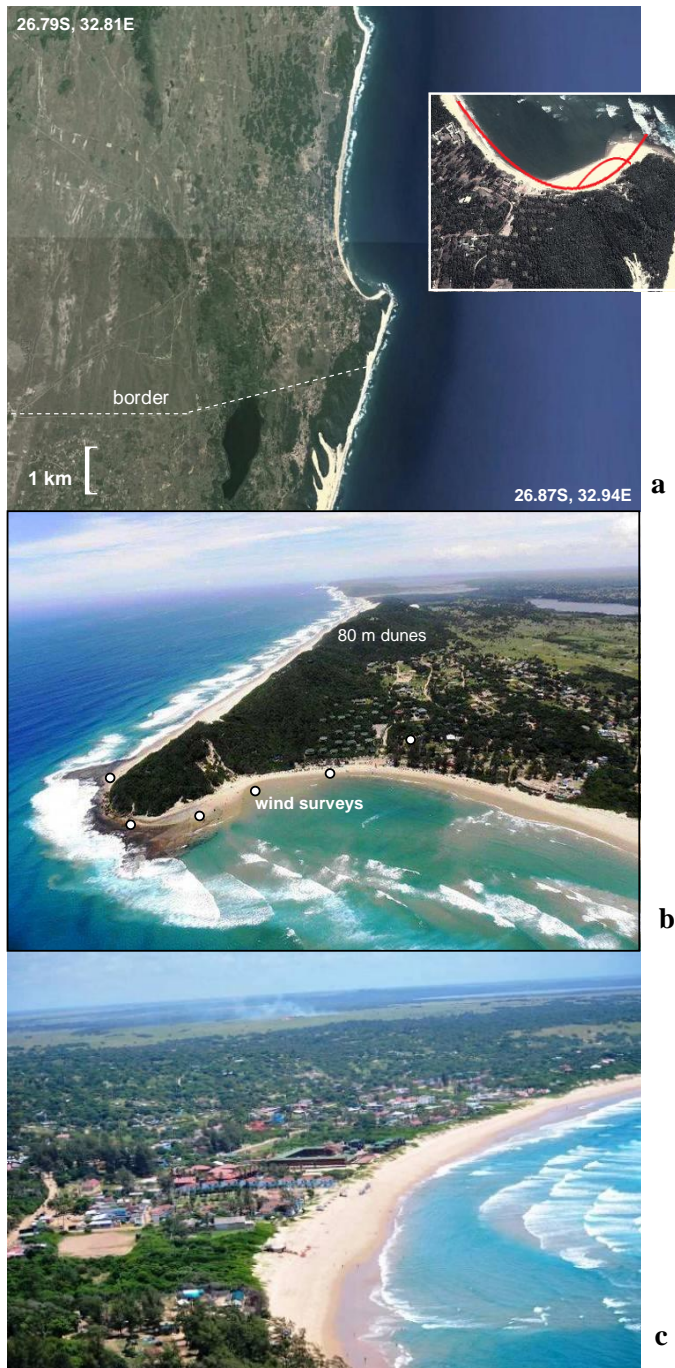 26.79S, 32.81E
border
1 km
26.87S, 32.94E
a
80 m dunes
wind surveys
b
c